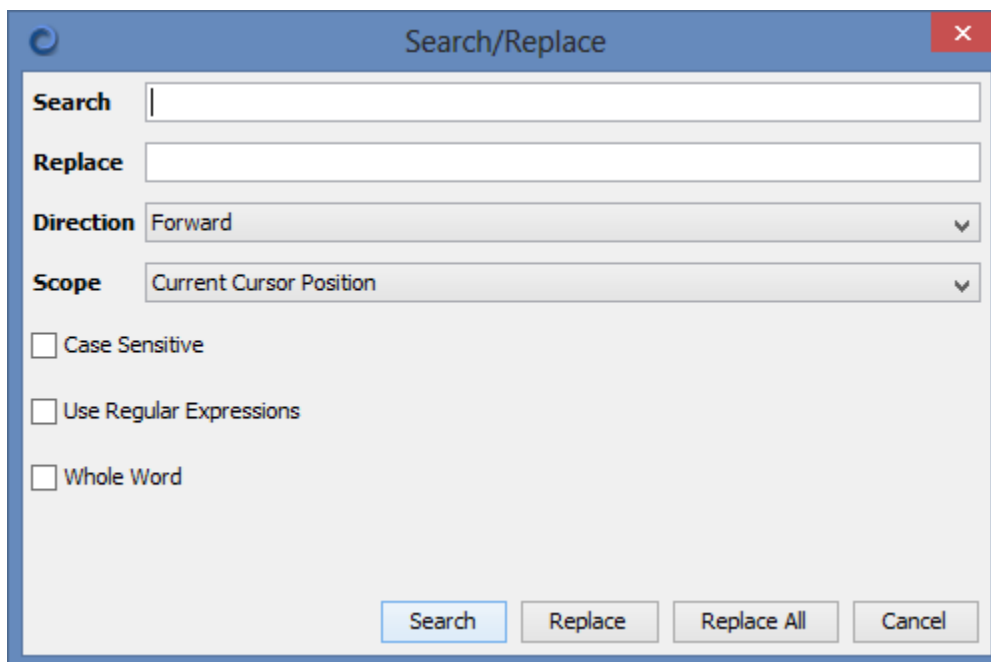 Search/Replace
Search
Replace
Direction Forward
Scope Current Cursor Position
Case Sensitive
Use Regular Expressions
Whole Word
Search Replace Replace All Cancel